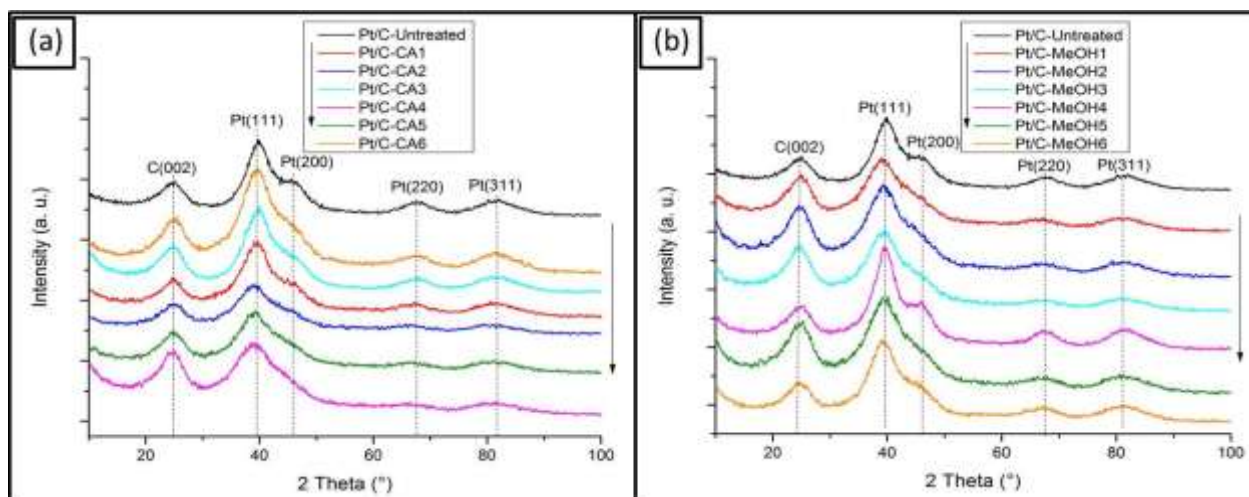 (a)
Pt/C-Untreated
Pt/C-CA1
Pt/C-CA2
Pt/C-CA3
Pt/C-CA4
Pt/C-CA5
Pt/C-CA6
C(002)
Pt(111)
Pt(200)
Pt(220)
Pt(311)
Intensity (a. u.)
20
40
60
80
100
2 Theta (°)
(b)
Pt/C-Untreated
Pt/C-MeOH1
Pt/C-MeOH2
Pt/C-MeOH3
Pt/C-MeOH4
Pt/C-MeOH5
Pt/C-MeOH6
C(002)
Pt(111)
Pt(200)
Pt(220)
Pt(311)
Intensity (a. u.)
20
40
60
80
100
2 Theta (°)